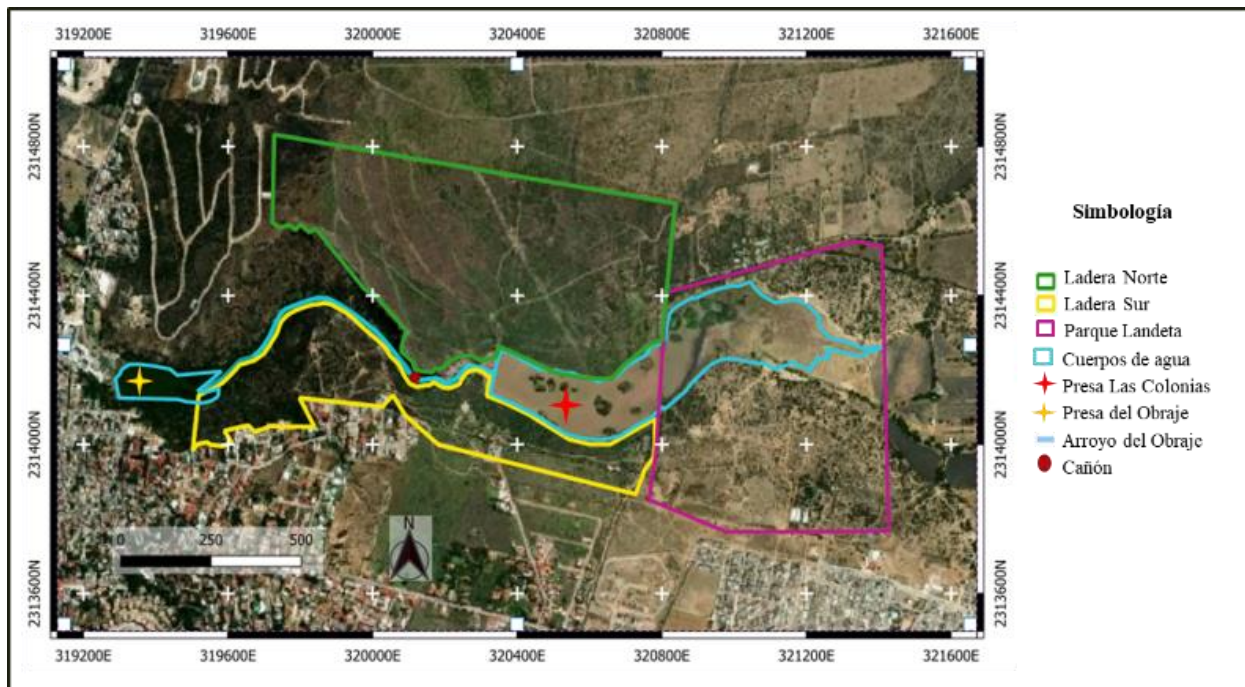 319200E 319600E 320000E 320400E 320800E 321200E 321600E
2314800N
2314400N
2314000N
2313600N
2314800N
2314400N
2314000N
2313600N
0 250 500
N
319200E 319600E 320000E 320400E 320800E 321200E 321600E
Simbología
Ladera Norte
Ladera Sur
Parque Landeta
Cuerpos de agua
Presa Las Colonias
Presa del Obraje
Arroyo del Obraje
Cañón